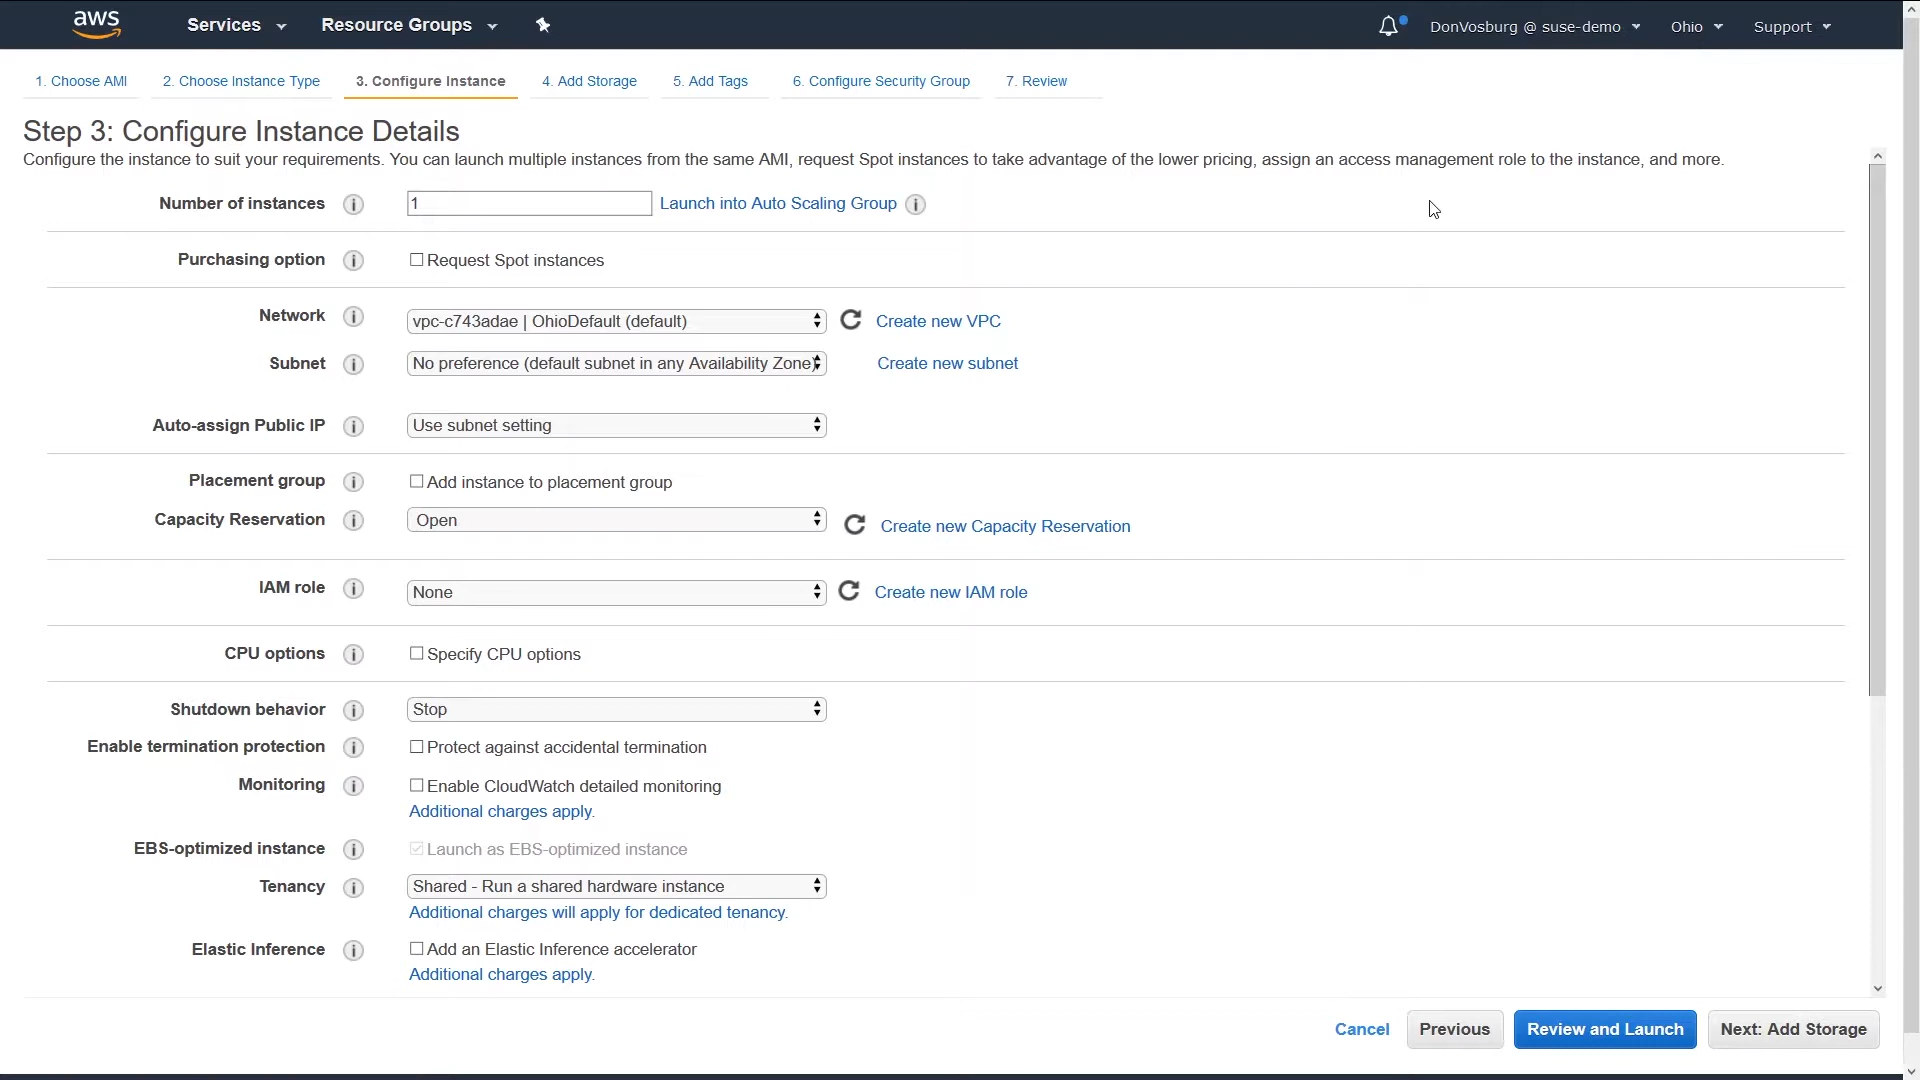 aws Services Resource Groups DonVosburg @ suse-demo Ohio Support
1. Choose AMI 2. Choose Instance Type 3. Configure Instance 4. Add Storage 5. Add Tags 6. Configure Security Group 7. Review
Step 3: Configure Instance Details
Configure the instance to suit your requirements. You can launch multiple instances from the same AMI, request Spot instances to take advantage of the lower pricing, assign an access management role to the instance, and more.
Number of instances i 1 Launch into Auto Scaling Group i
Purchasing option i Request Spot instances
Network i vpc-c743adae | OhioDefault (default) Create new VPC
Subnet i No preference (default subnet in any Availability Zone) Create new subnet
Auto-assign Public IP i Use subnet setting
Placement group i Add instance to placement group
Capacity Reservation i Open Create new Capacity Reservation
IAM role i None Create new IAM role
CPU options i Specify CPU options
Shutdown behavior i Stop
Enable termination protection i Protect against accidental termination
Monitoring i Enable CloudWatch detailed monitoring
Additional charges apply.
EBS-optimized instance i Launch as EBS-optimized instance
Tenancy i Shared - Run a shared hardware instance
Additional charges will apply for dedicated tenancy.
Elastic Inference i Add an Elastic Inference accelerator
Additional charges apply.
Cancel Previous Review and Launch Next: Add Storage